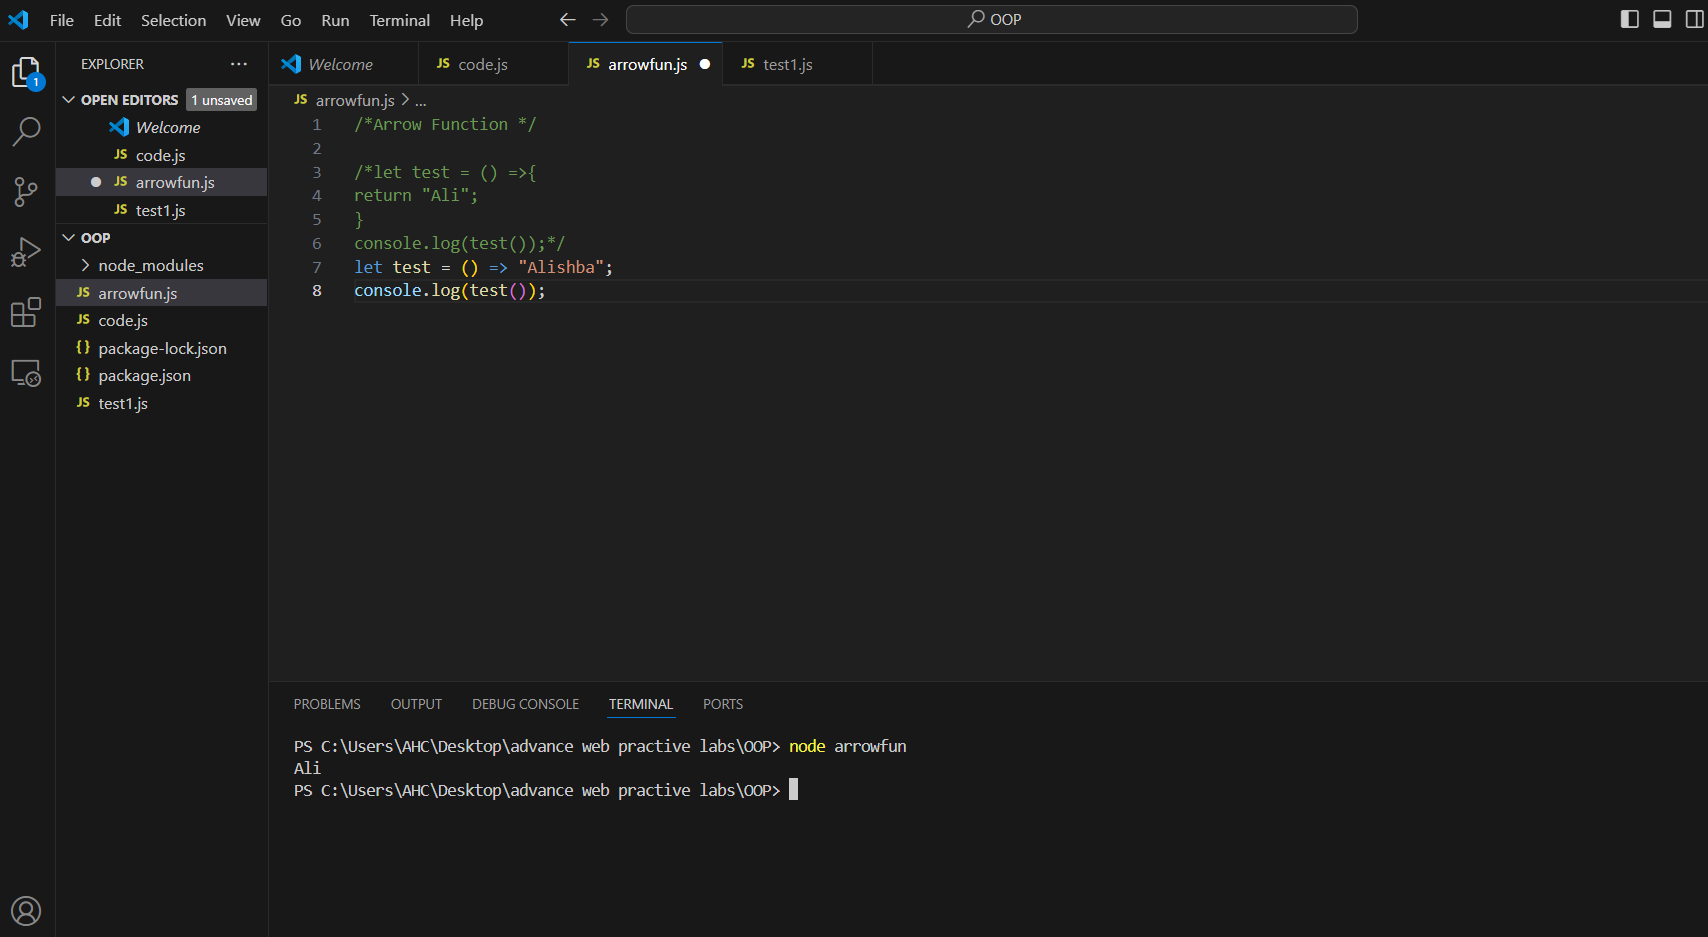 File Edit Selection View Go Run Terminal Help
OOP
1
EXPLORER ...
OPEN EDITORS 1 unsaved
Welcome
JS code.js
JS arrowfun.js
JS test1.js
OOP
node_modules
JS arrowfun.js
JS code.js
{} package-lock.json
{} package.json
JS test1.js
Welcome JS code.js JS arrowfun.js JS test1.js
JS arrowfun.js > ...
1 /*Arrow Function */
2
3 /*let test = () =>{
4 return "Ali";
5 }
6 console.log(test());*/
7 let test = () => "Alishba";
8 console.log(test());
PROBLEMS OUTPUT DEBUG CONSOLE TERMINAL PORTS
PS C:\Users\AHC\Desktop\advance web practive labs\OOP> node arrowfun
Ali
PS C:\Users\AHC\Desktop\advance web practive labs\OOP>